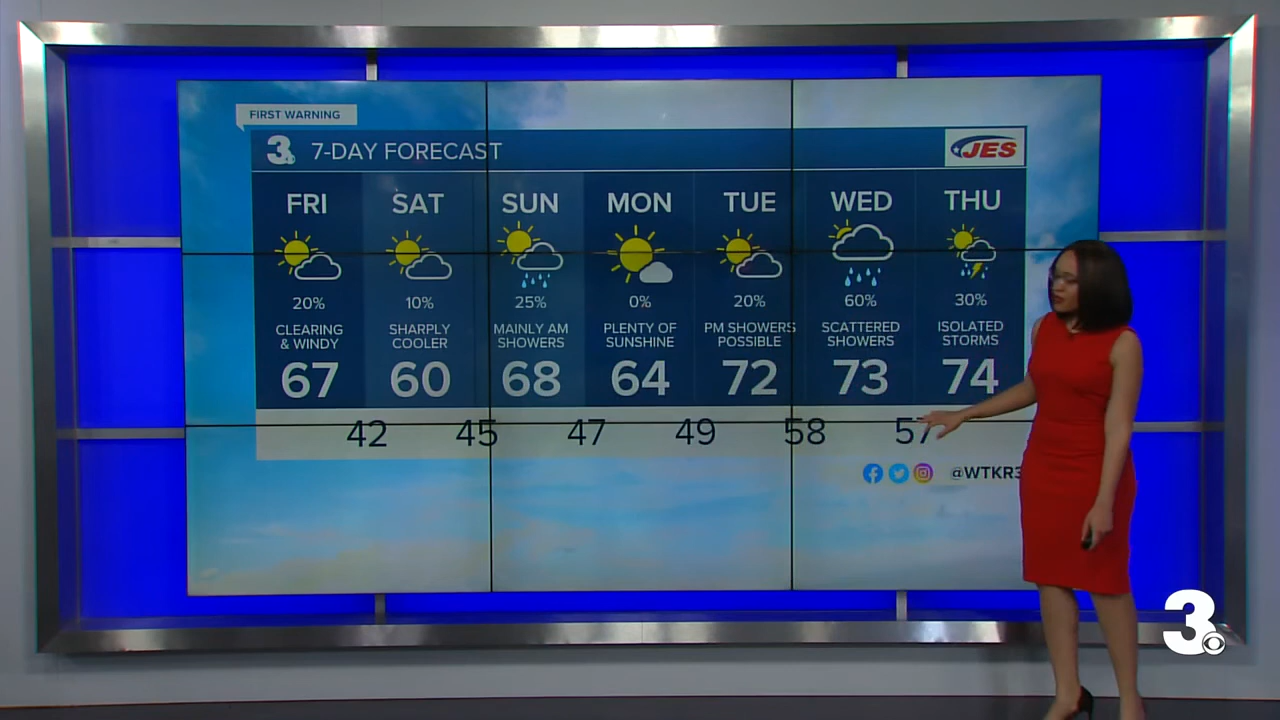 FIRST WARNING
3 7-DAY FORECAST
JES
FRI SAT SUN MON TUE WED THU
20% 10% 25% 0% 20% 60% 30%
CLEARING SHARPLY MAINLY AM PLENTY OF PM SHOWERS SCATTERED ISOLATED
& WINDY COOLER SHOWERS SUNSHINE POSSIBLE SHOWERS STORMS
67 60 68 64 72 73 74
42 45 47 49 58 57
@WTKR3
3